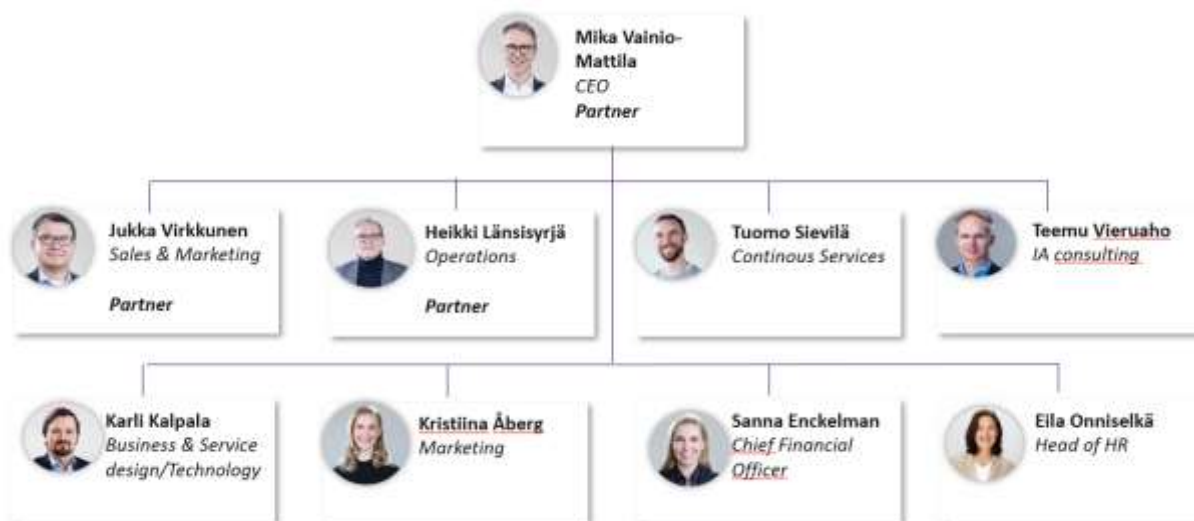 Mika Vainio-
Mattila
CEO
Partner
Jukka Virkkunen
Sales & Marketing
Partner
Heikki Länsisyrjä
Operations
Partner
Tuomo Sievilä
Continous Services
Teemu Vieruaho
IA consulting
Karli Kalpala
Business & Service
design/Technology
Kristiina Åberg
Marketing
Sanna Enckelman
Chief Financial
Officer
Eila Onniselkä
Head of HR